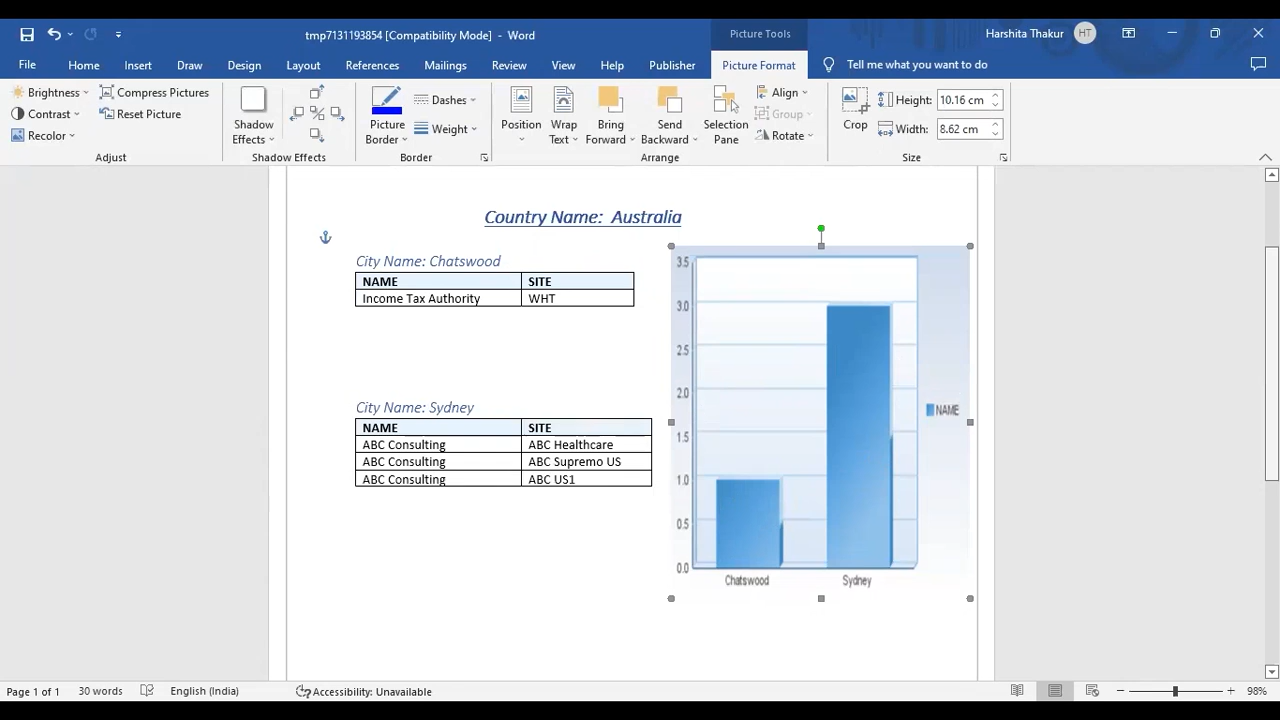 tmp7131193854 [Compatibility Mode] - Word
Picture Tools
Harshita Thakur
HT
File Home Insert Draw Design Layout References Mailings Review View Help Publisher Picture Format Tell me what you want to do
Brightness
Contrast
Recolor
Compress Pictures
Reset Picture
Adjust
Shadow
Effects
Shadow Effects
Picture
Border
Dashes
Weight
Border
Position
Wrap
Text
Bring
Forward
Send
Backward
Selection
Pane
Align
Group
Rotate
Arrange
Crop
Height: 10.16 cm
Width: 8.62 cm
Size
Country Name: Australia
City Name: Chatswood
NAME SITE
Income Tax Authority WHT
City Name: Sydney
NAME SITE
ABC Consulting ABC Healthcare
ABC Consulting ABC Supremo US
ABC Consulting ABC US1
3.5
3.0
2.5
2.0
1.5
1.0
0.5
0.0
Chatswood Sydney
NAME
Page 1 of 1 30 words English (India) Accessibility: Unavailable 98%